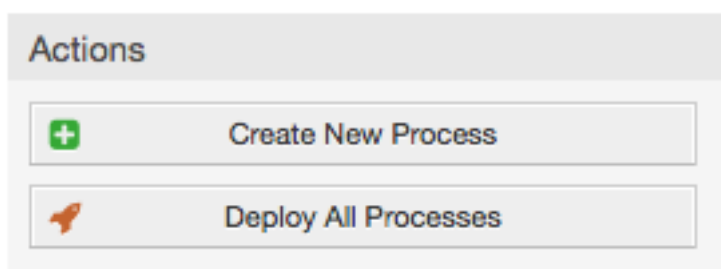 Actions
Create New Process
Deploy All Processes